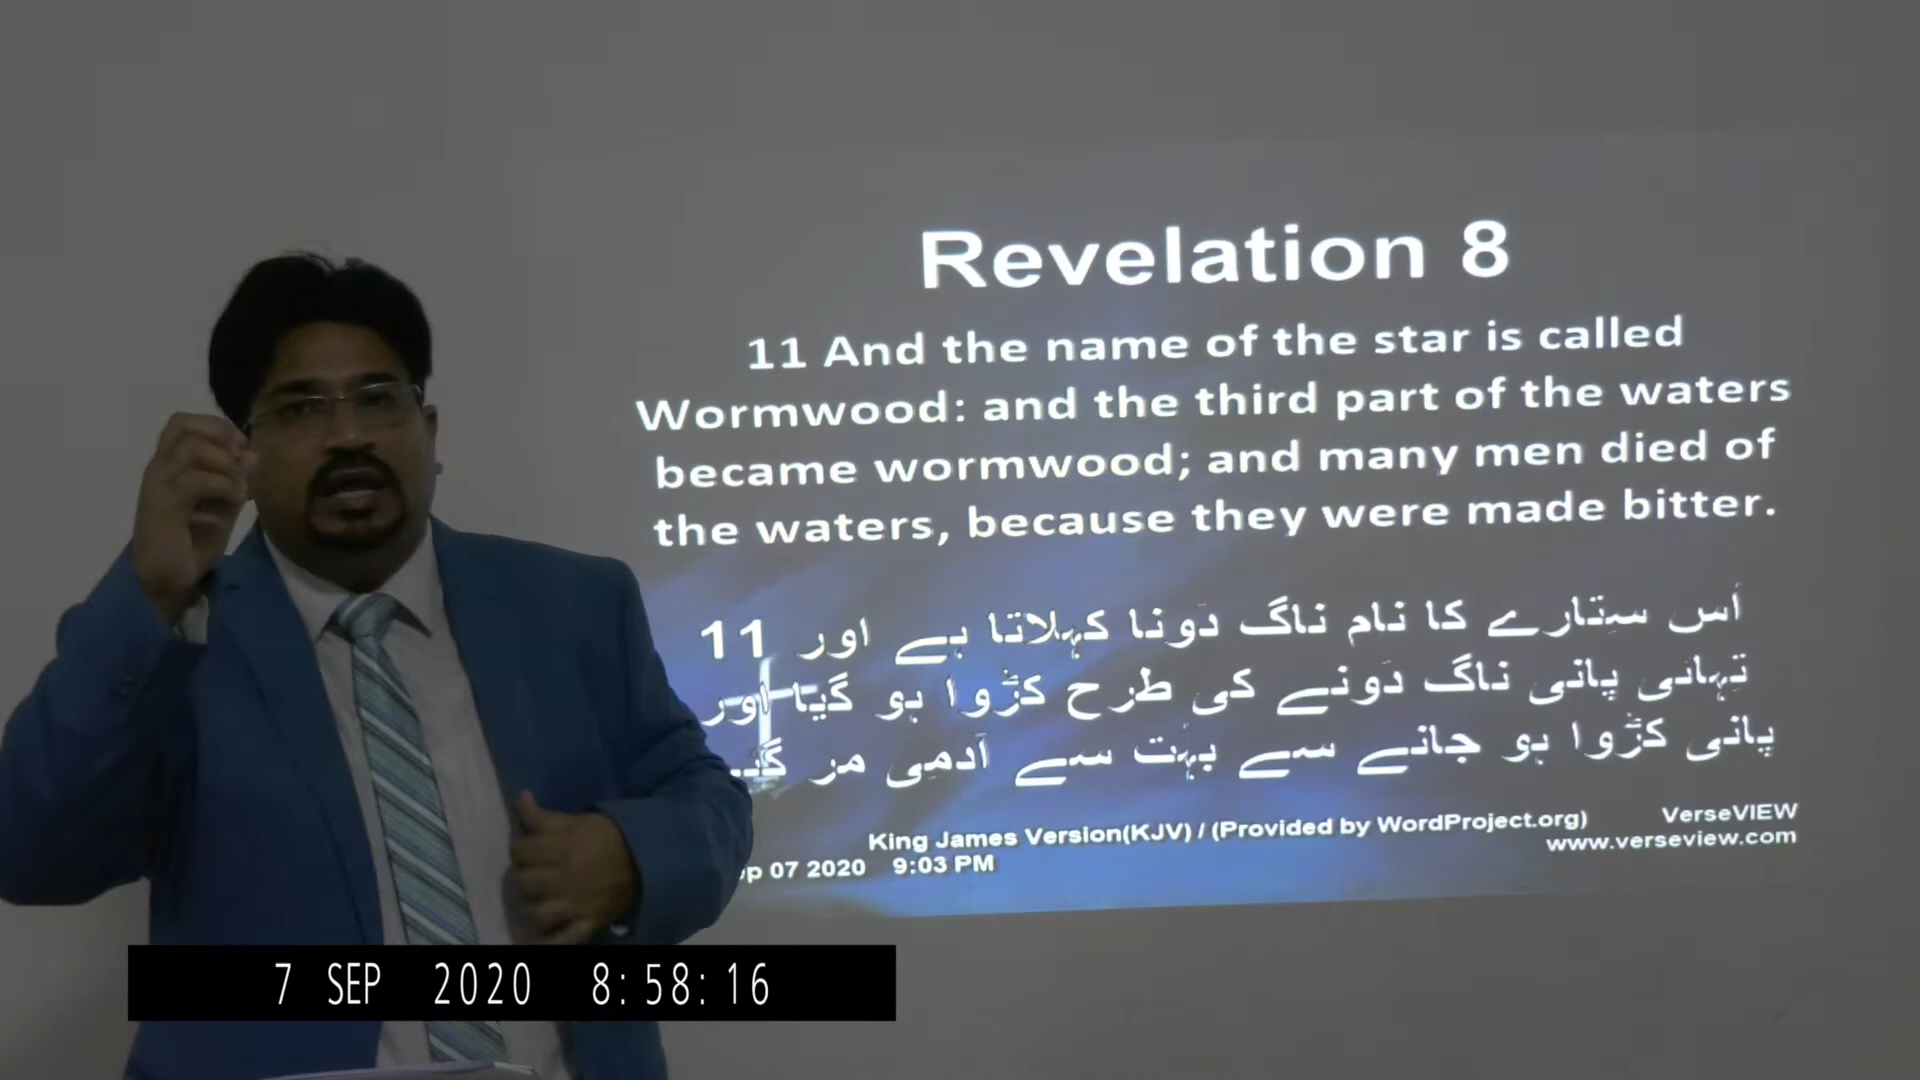 Revelation 8
11 And the name of the star is called
Wormwood: and the third part of the waters
became wormwood; and many men died of
the waters, because they were made bitter.
اُس سِتارے کا نام ناگ دَونا کہلاتا ہے اور 11
تِہائی پانی ناگ دَونے کی طرح کڑوا ہو گیا اور
پانی کڑوا ہو جانے سے بہُت سے آدمِی مر
King James Version(KJV) / (Provided by WordProject.org)
VerseVIEW
www.verseview.com
07 2020 9:03 PM
7 SEP 2020 8:58:16